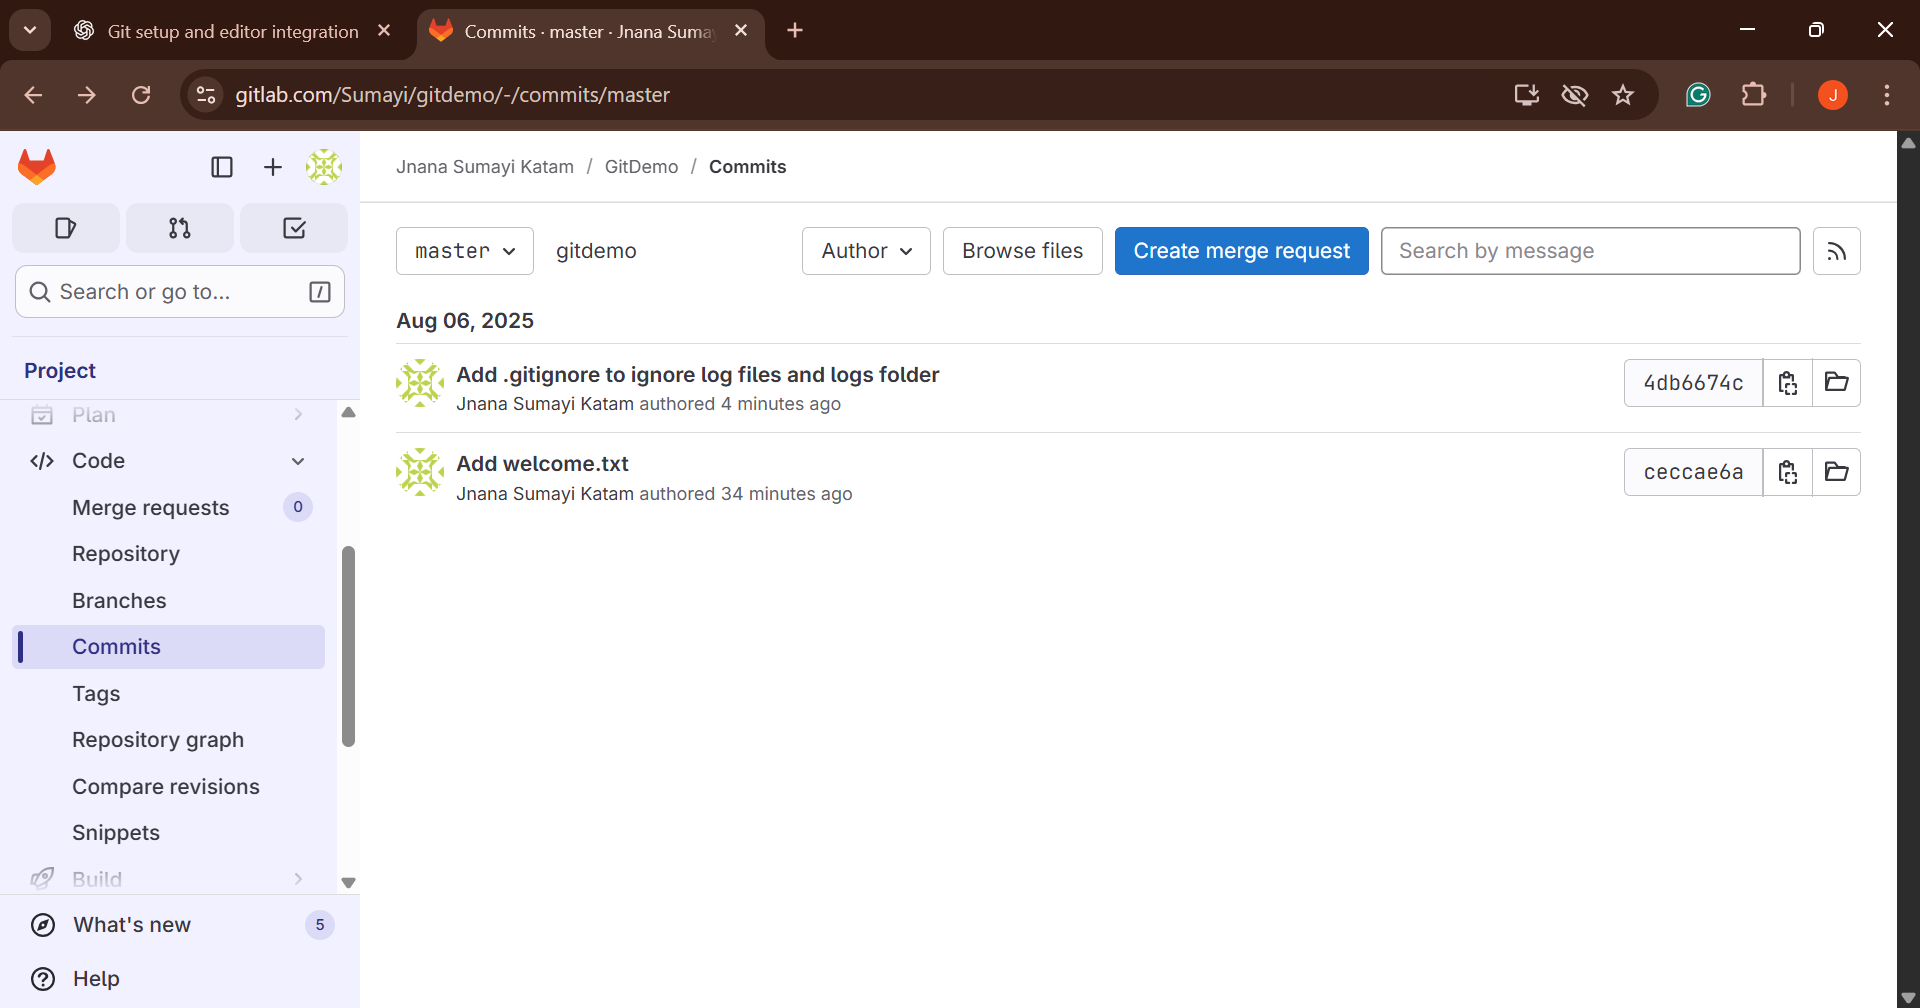 Git setup and editor integration
Commits · master · Jnana Suma
gitlab.com/Sumayi/gitdemo/-/commits/master
J
Jnana Sumayi Katam / GitDemo / Commits
master
gitdemo
Author
Browse files
Create merge request
Search by message
Search or go to...
/
Project
Plan
Code
Merge requests
0
Repository
Branches
Commits
Tags
Repository graph
Compare revisions
Snippets
Build
What's new
5
Help
Aug 06, 2025
Add .gitignore to ignore log files and logs folder
Jnana Sumayi Katam authored 4 minutes ago
4db6674c
Add welcome.txt
Jnana Sumayi Katam authored 34 minutes ago
ceccae6a